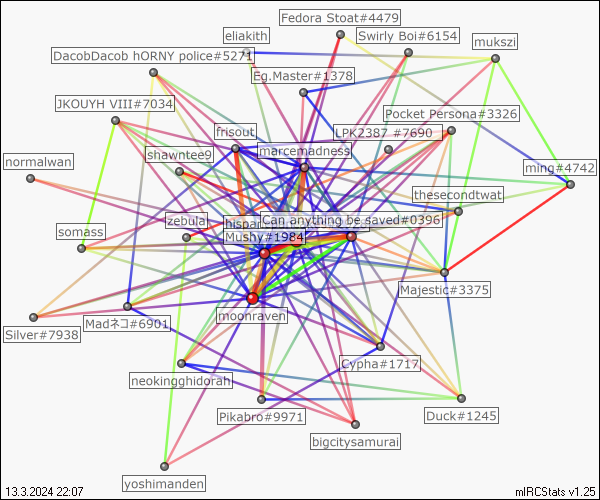 Fedora Stoat#4479
eliakith
Swirly Boi#6154
mukszi
DacobDacob hORNY police#5271
Eg.Master#1378
JKOUYH VIII#7034
Pocket Persona#3326
frisout
LPK2387 #7690
marcemadness
shawntee9
normalwan
ming#4742
thesecondtwat
zebula
Can anything be saved#0396
somass
Mushy#1984
Majestic#3375
moonraven
Silver#7938
Madネコ#6901
Cypha#1717
neokingghidorah
Pikabro#9971
Duck#1245
bigcitysamurai
yoshimanden
13.3.2024 22:07
mIRCStats v1.25